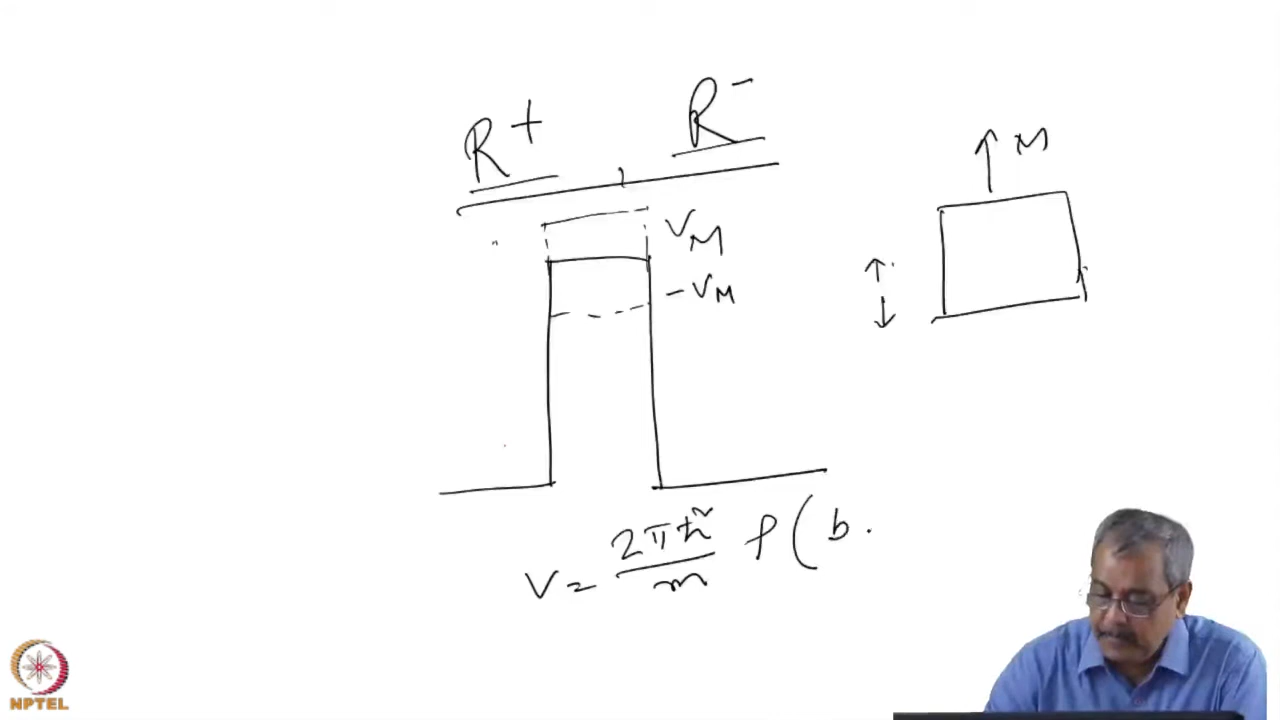 R⁺ R⁻
M
V_M
-V_M
V = 2πħ² / m ρ ( b .
NPTEL